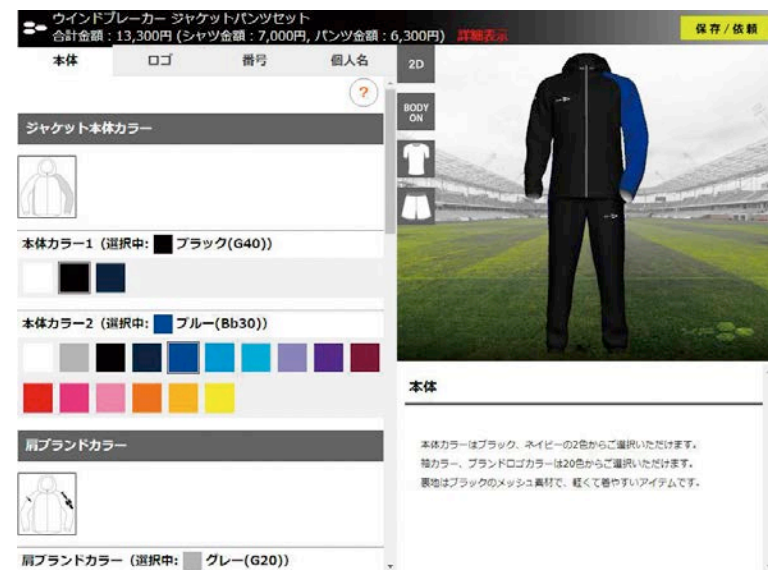 ウインドブレーカー ジャケットパンツセット
合計金額：13,300円 (シャツ金額：7,000円, パンツ金額：6,300円) 詳細表示
保存/依頼
本体 ロゴ 番号 個人名
?
ジャケット本体カラー
本体カラー1（選択中: ブラック(G40)）
本体カラー2（選択中: ブルー(Bb30)）
肩ブランドカラー
肩ブランドカラー（選択中: グレー(G20)）
2D
BODY
ON
本体
本体カラーはブラック、ネイビーの2色からご選択いただけます。
袖カラー、ブランドロゴカラーは20色からご選択いただけます。
裏地はブラックのメッシュ素材で、軽くて着やすいアイテムです。